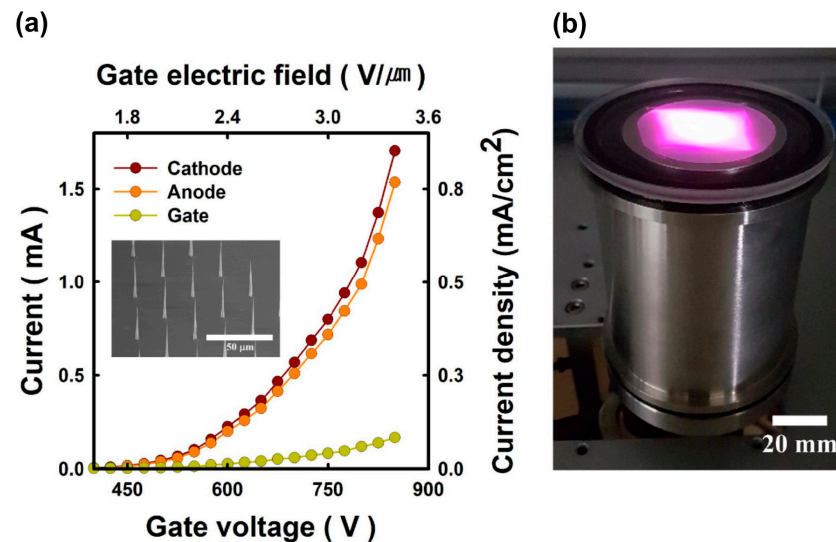 (a)
(b)
Gate electric field ( V/㎛)
1.8 2.4 3.0 3.6
Cathode
Anode
Gate
50 μm
Current ( mA)
1.5
1.0
0.5
0.0
Current density (mA/cm²)
0.8
0.5
0.3
0.0
450 600 750 900
Gate voltage ( V )
20 mm